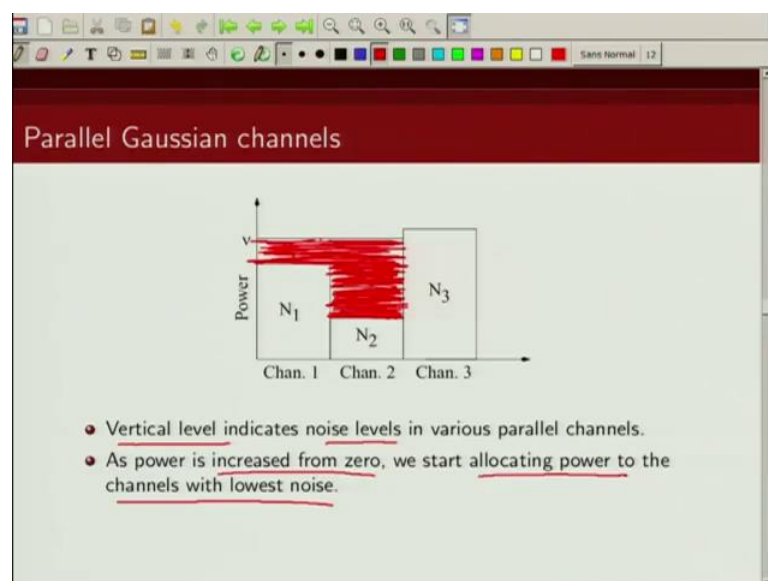 T
Sans Normal 12
Parallel Gaussian channels
ν
Power
N1
N2
N3
Chan. 1 Chan. 2 Chan. 3
Vertical level indicates noise levels in various parallel channels.
As power is increased from zero, we start allocating power to the
channels with lowest noise.